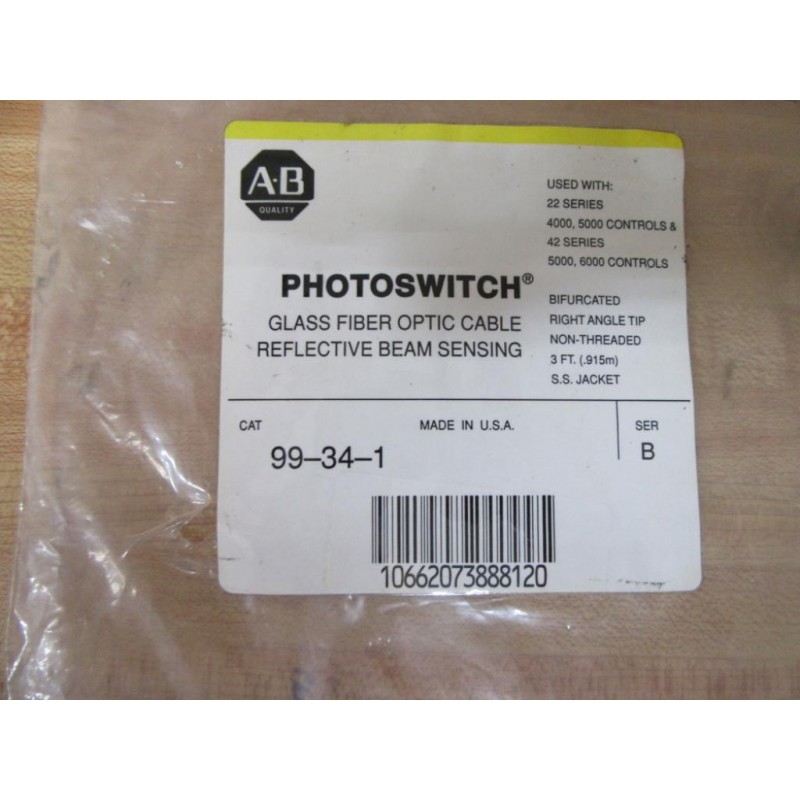 A·B
QUALITY
USED WITH:
22 SERIES
4000, 5000 CONTROLS &
42 SERIES
5000, 6000 CONTROLS
PHOTOSWITCH®
GLASS FIBER OPTIC CABLE
REFLECTIVE BEAM SENSING
BIFURCATED
RIGHT ANGLE TIP
NON-THREADED
3 FT. (.915m)
S.S. JACKET
CAT
99–34–1
MADE IN U.S.A.
SER
B
10662073888120